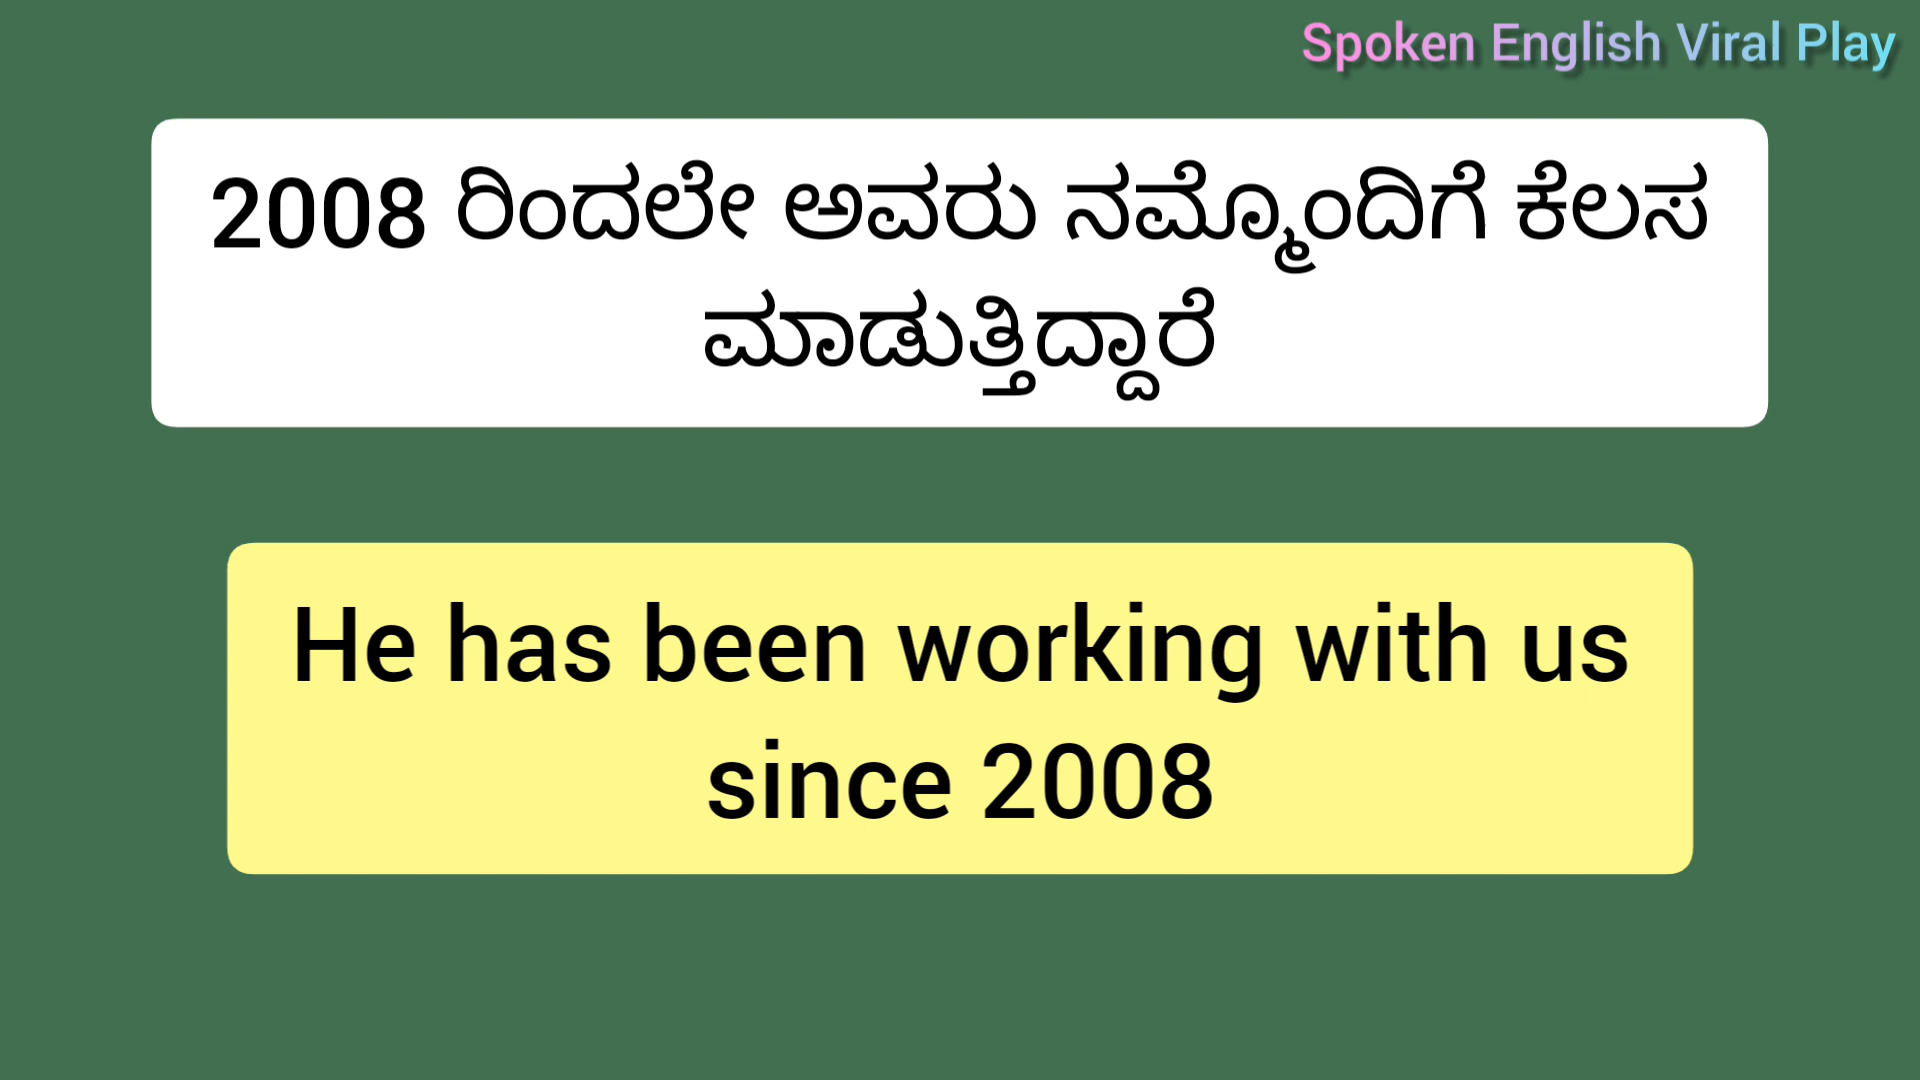 Spoken English Viral Play
2008 ರಿಂದಲೇ ಅವರು ನಮ್ಮೊಂದಿಗೆ ಕೆಲಸ
ಮಾಡುತ್ತಿದ್ದಾರೆ
He has been working with us
since 2008